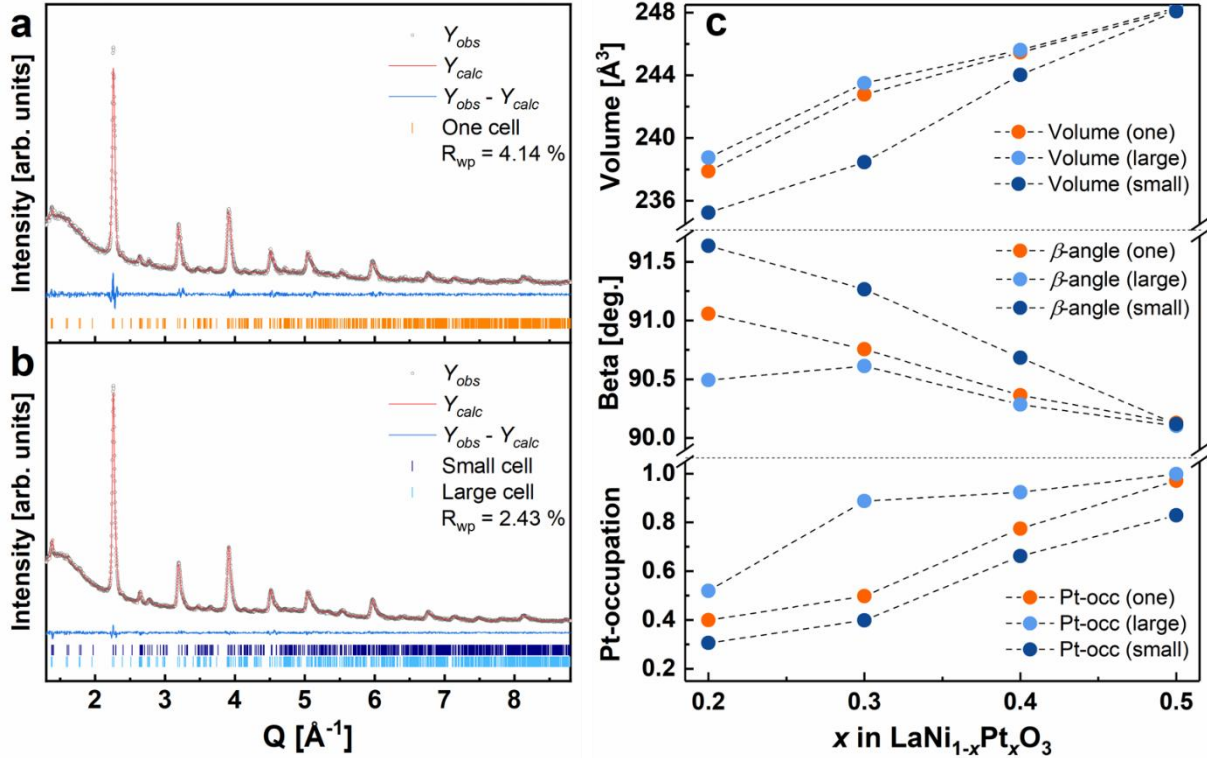 a
Y_obs
Y_calc
Y_obs - Y_calc
One cell
R_wp = 4.14 %
Intensity [arb. units]
b
Y_obs
Y_calc
Y_obs - Y_calc
Small cell
Large cell
R_wp = 2.43 %
Intensity [arb. units]
2 3 4 5 6 7 8
Q [Å⁻¹]
c
248
244
240
236
Volume [Å³]
Volume (one)
Volume (large)
Volume (small)
91.5
91.0
90.5
90.0
Beta [deg.]
β-angle (one)
β-angle (large)
β-angle (small)
1.0
0.8
0.6
0.4
0.2
Pt-occupation
Pt-occ (one)
Pt-occ (large)
Pt-occ (small)
0.2 0.3 0.4 0.5
x in LaNi₁₋ₓPtₓO₃